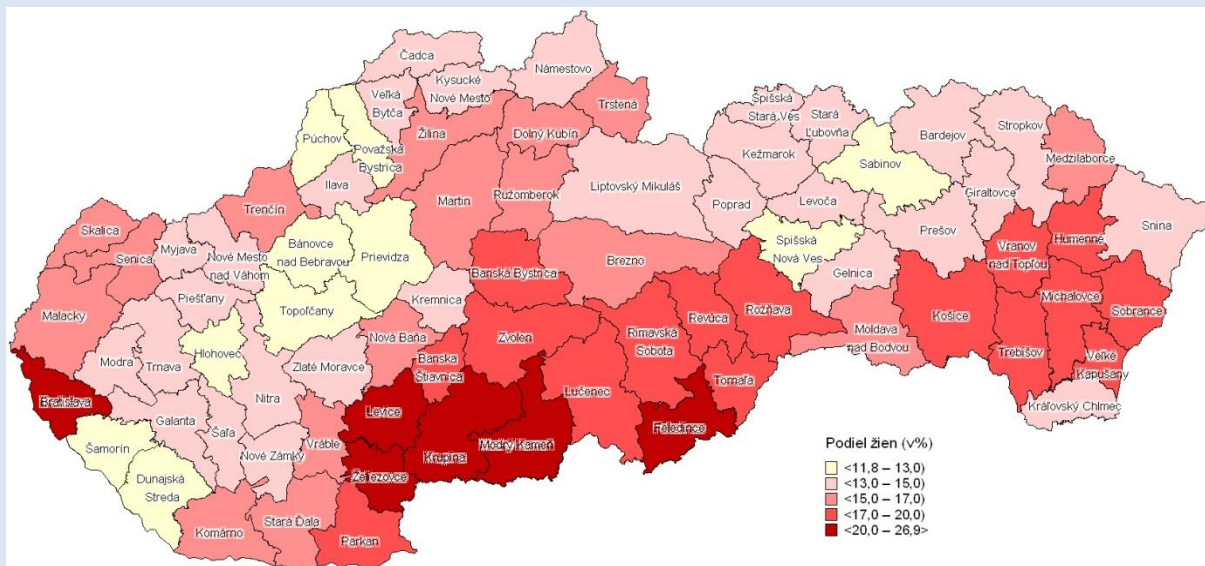 Čadca
Námestovo
Kysucké
Nové Mesto
Veľká
Bytča
Trstená
Spišská
Stará Ves
Stará
Ľubovňa
Bardejov
Stropkov
Púchov
Považská
Bystrica
Žilina
Dolný Kubín
Kežmarok
Sabinov
Medzilaborce
Ilava
Martin
Ružomberok
Liptovský Mikuláš
Poprad
Levoča
Giraltovce
Trenčín
Prešov
Snina
Skalica
Senica
Myjava
Nové Mesto
nad Váhom
Bánovce
nad Bebravou
Prievidza
Banská Bystrica
Brezno
Spišská
Nová Ves
Gelnica
Vranov
nad Topľou
Humenné
Piešťany
Topoľčany
Kremnica
Michalovce
Malacky
Rožňava
Košice
Sobrance
Nová Baňa
Zvolen
Revúca
Rimavská
Sobota
Moldava
nad Bodvou
Modra
Trnava
Hlohovec
Zlaté Moravce
Banska
Štiavnica
Trebišov
Veľké
Kapušany
Tornaľa
Lučenec
Bratislava
Nitra
Levice
Kráľovský Chlmec
Galanta
Šaľa
Feledince
Šamorín
Vráble
Nové Zámky
Krupina
Modrý Kameň
Dunajská
Streda
Želiezovce
Komárno
Stará Ďala
Parkan
Podiel žien (v%)
<11,8 – 13,0)
<13,0 – 15,0)
<15,0 – 17,0)
<17,0 – 20,0)
<20,0 – 26,9>